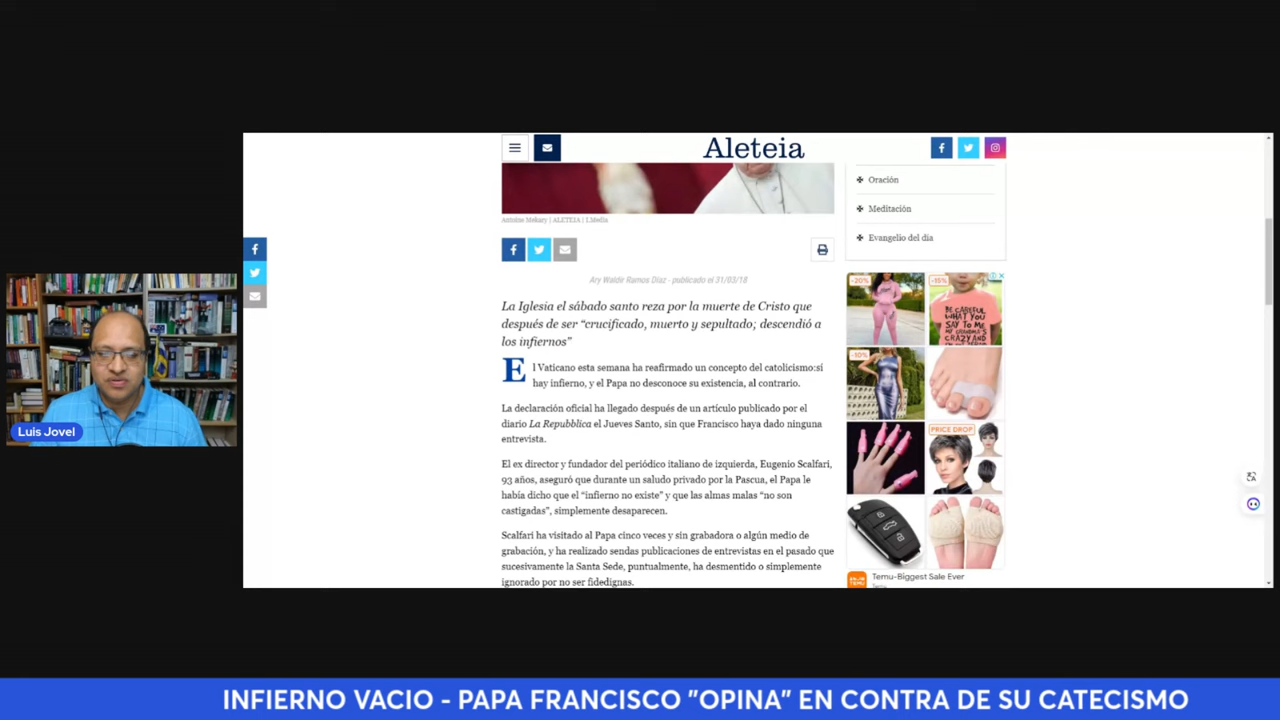 Aleteia
Antoine Mekary | ALETEIA | I.Media
Ary Waldir Ramos Díaz - publicado el 31/03/18
La Iglesia el sábado santo reza por la muerte de Cristo que
después de ser “crucificado, muerto y sepultado; descendió a
los infiernos”
El Vaticano esta semana ha reafirmado un concepto del catolicismo:sí
hay infierno, y el Papa no desconoce su existencia, al contrario.
La declaración oficial ha llegado después de un artículo publicado por el
diario La Repubblica el Jueves Santo, sin que Francisco haya dado ninguna
entrevista.
El ex director y fundador del periódico italiano de izquierda, Eugenio Scalfari,
93 años, aseguró que durante un saludo privado por la Pascua, el Papa le
había dicho que el “infierno no existe” y que las almas malas “no son
castigadas”, simplemente desaparecen.
Scalfari ha visitado al Papa cinco veces y sin grabadora o algún medio de
grabación, y ha realizado sendas publicaciones de entrevistas en el pasado que
sucesivamente la Santa Sede, puntualmente, ha desmentido o simplemente
ignorado por no ser fidedignas.
Oración
Meditación
Evangelio del día
-20%
-15%
BE CAREFUL
WHAT YOU
SAY TO ME
MY GRANDMA'S
CRAZY AND
-10%
PRICE DROP
Temu-Biggest Sale Ever
Temu
Luis Jovel
INFIERNO VACIO - PAPA FRANCISCO "OPINA" EN CONTRA DE SU CATECISMO